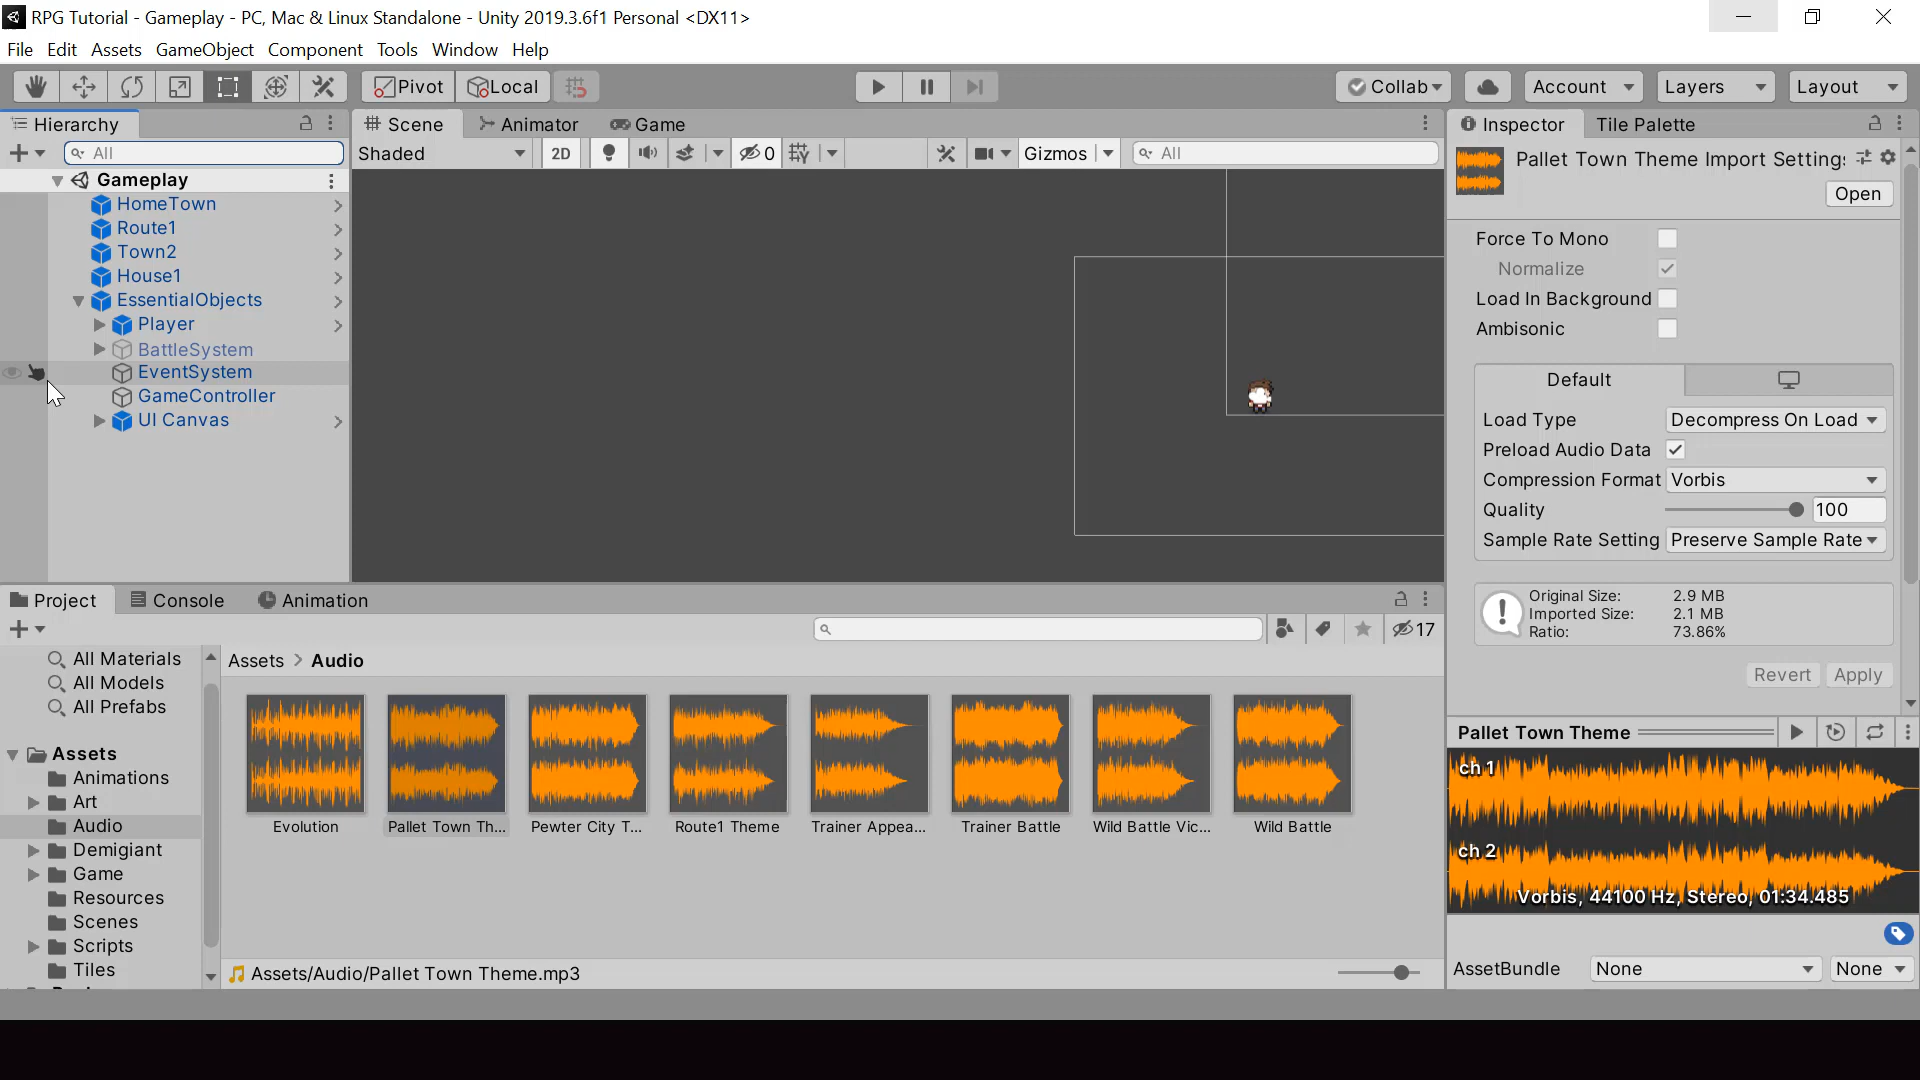 RPG Tutorial - Gameplay - PC, Mac & Linux Standalone - Unity 2019.3.6f1 Personal <DX11>
File Edit Assets GameObject Component Tools Window Help
Pivot Local Collab Account Layers Layout
Hierarchy
All
Gameplay
HomeTown
Route1
Town2
House1
EssentialObjects
Player
BattleSystem
EventSystem
GameController
UI Canvas
Scene Animator Game
Shaded 2D 0 Gizmos All
Inspector Tile Palette
Pallet Town Theme Import Settings
Open
Force To Mono
Normalize
Load In Background
Ambisonic
Default
Load Type Decompress On Load
Preload Audio Data
Compression Format Vorbis
Quality 100
Sample Rate Setting Preserve Sample Rate
Original Size: 2.9 MB
Imported Size: 2.1 MB
Ratio: 73.86%
Revert Apply
Pallet Town Theme
ch 1
ch 2
Vorbis, 44100 Hz, Stereo, 01:34.485
AssetBundle None None
Project Console Animation
17
All Materials
All Models
All Prefabs
Assets
Animations
Art
Audio
Demigiant
Game
Resources
Scenes
Scripts
Tiles
Assets > Audio
Evolution Pallet Town Th... Pewter City T... Route1 Theme Trainer Appea... Trainer Battle Wild Battle Vic... Wild Battle
Assets/Audio/Pallet Town Theme.mp3